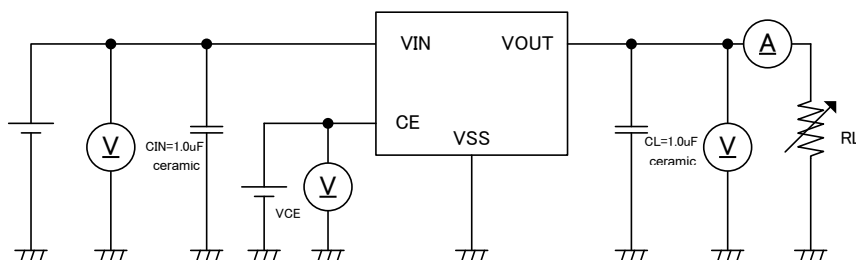 VIN
VOUT
A
V
CIN=1.0uF
ceramic
CE
VSS
V
VCE
CL=1.0uF
ceramic
V
RL